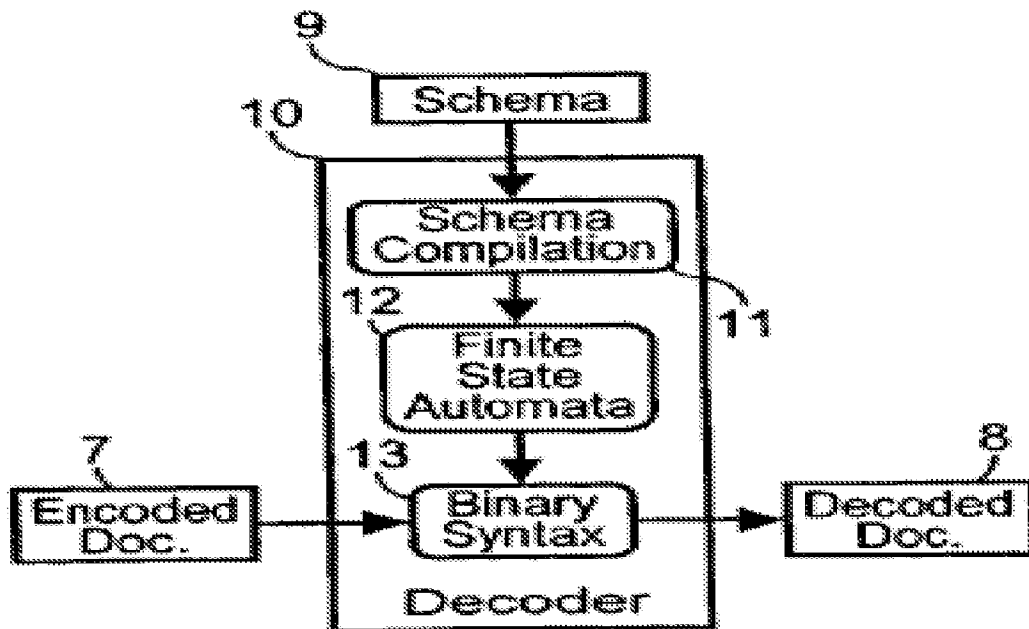 9
Schema
10
Schema
Compilation
11
12
Finite
State
Automata
7
13
8
Encoded
Doc.
Binary
Syntax
Decoded
Doc.
Decoder